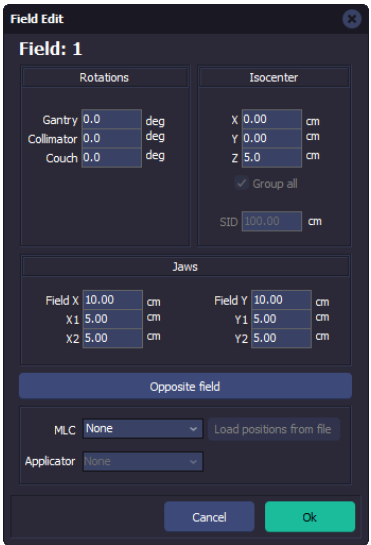 Field Edit
Field: 1
Rotations
Gantry 0.0 deg
Collimator 0.0 deg
Couch 0.0 deg
Isocenter
X 0.00 cm
Y 0.00 cm
Z 5.0 cm
Group all
SID 100.00 cm
Jaws
Field X 10.00 cm
X1 5.00 cm
X2 5.00 cm
Field Y 10.00 cm
Y1 5.00 cm
Y2 5.00 cm
Opposite field
MLC None Load positions from file
Applicator None
Cancel Ok